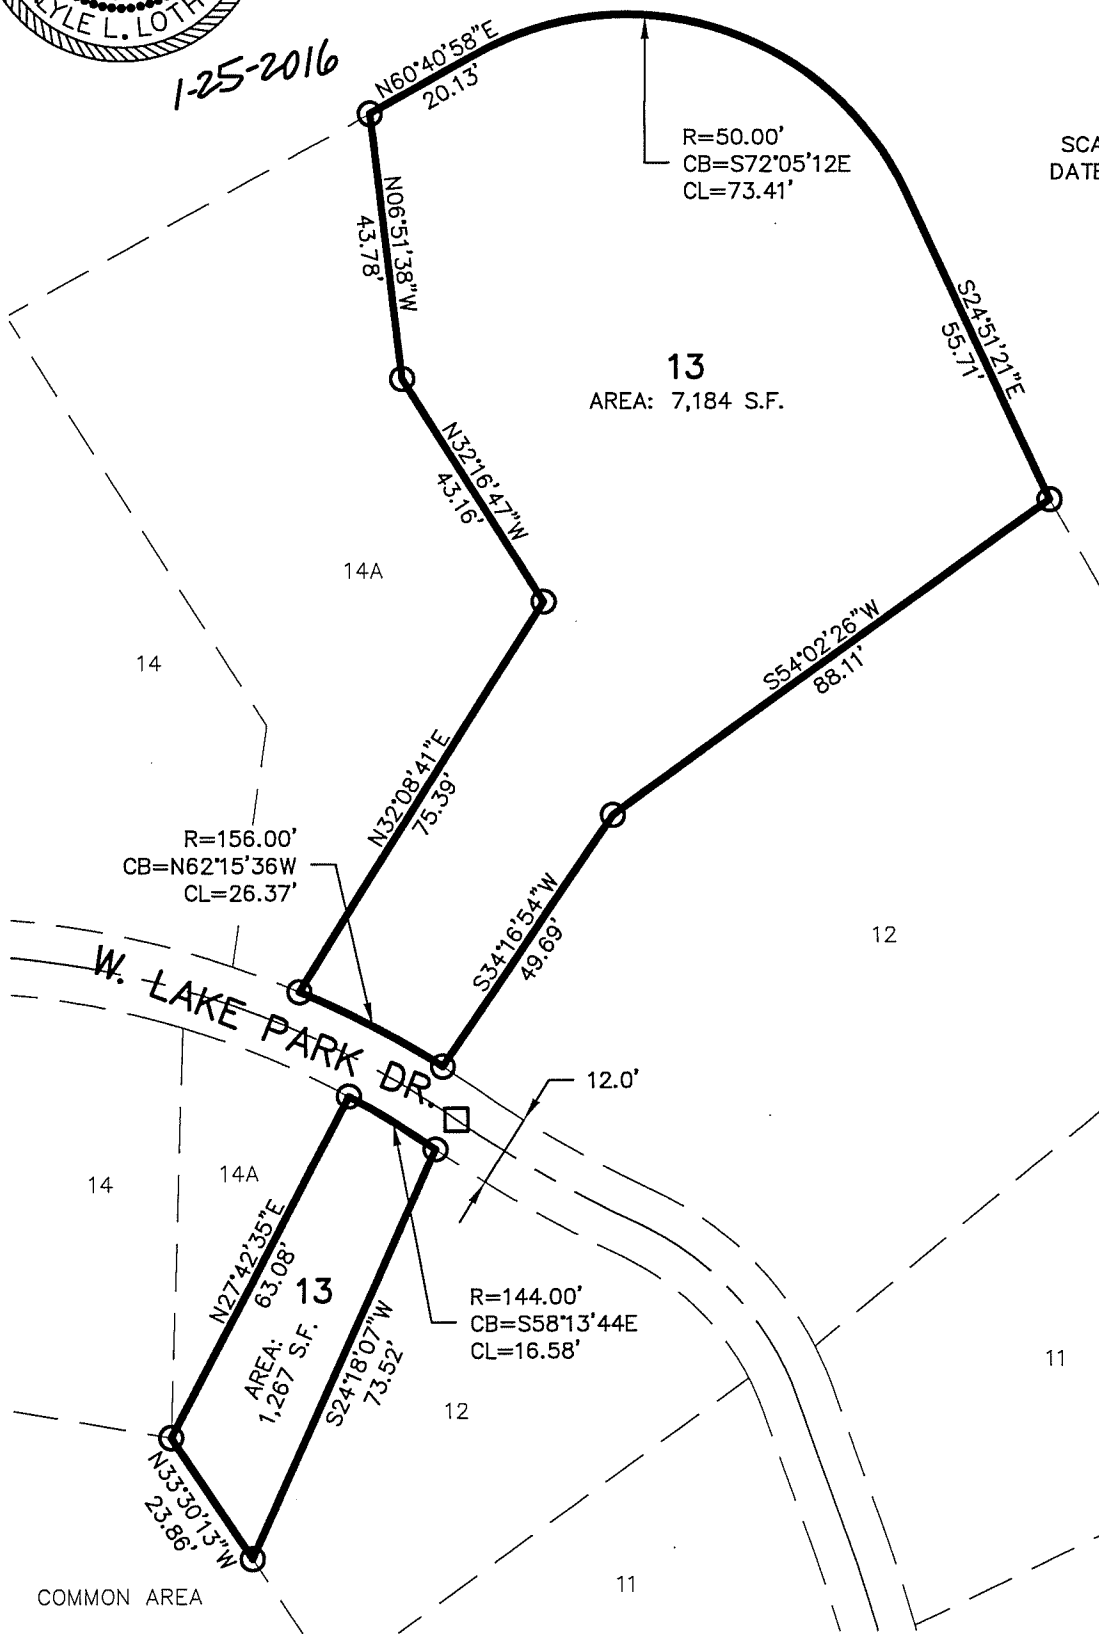 LYLE L. LOTH
1-25-2016
N60°40'58"E
20.13'
R=50.00'
CB=S72°05'12E
CL=73.41'
SCA
DATE
N06°51'38"W
43.78'
S24°51'21"E
55.71'
13
AREA: 7,184 S.F.
N32°16'47"W
43.16'
14A
14
S54°02'26"W
88.11'
N32°08'41"E
75.39'
R=156.00'
CB=N62°15'36W
CL=26.37'
S34°16'54"W
49.69'
12
W. LAKE PARK DR.
12.0'
14
14A
N27°42'35"E
63.08'
13
AREA:
1,267 S.F.
S24°18'07"W
73.52'
R=144.00'
CB=S58°13'44E
CL=16.58'
12
11
N33°30'13"W
23.86'
COMMON AREA
11